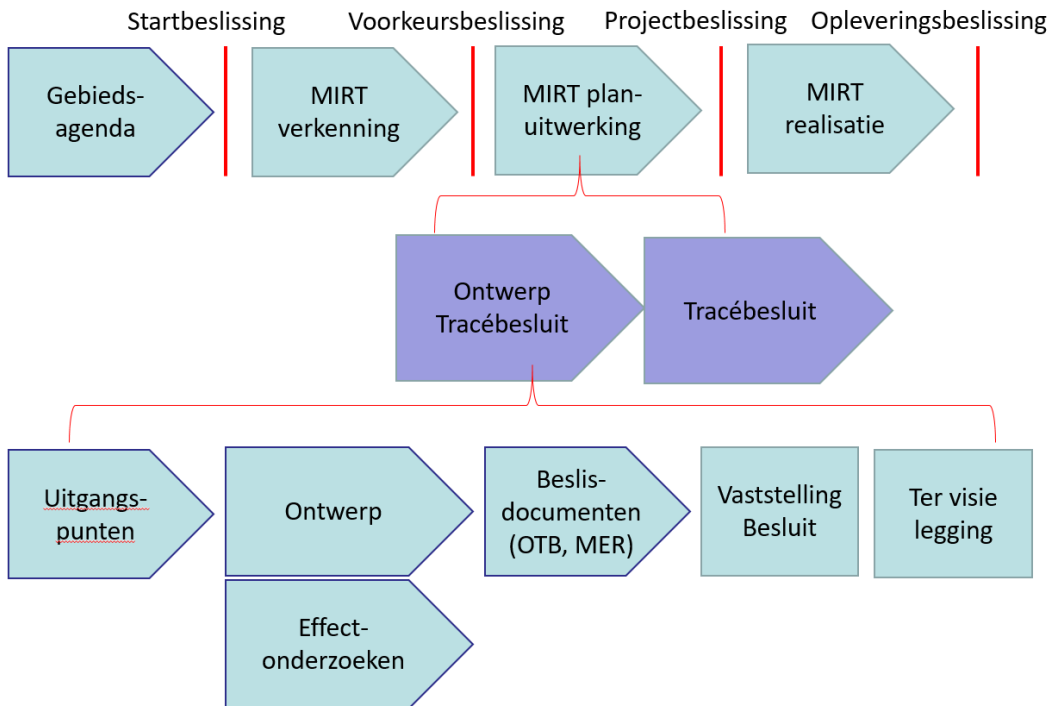 Startbeslissing
Voorkeursbeslissing
Projectbeslissing
Opleveringsbeslissing
Gebieds-
agenda
MIRT
verkenning
MIRT plan-
uitwerking
MIRT
realisatie
Ontwerp
Tracébesluit
Tracébesluit
Uitgangs-
punten
Ontwerp
Effect-
onderzoeken
Beslis-
documenten
(OTB, MER)
Vaststelling
Besluit
Ter visie
legging